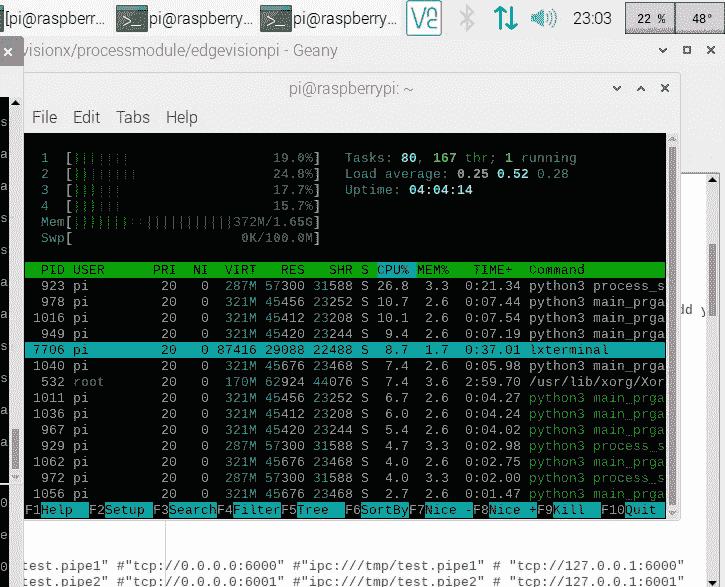 [pi@raspberr... pi@raspberry... pi@raspberry... V2 23:03 22 % 48°
visionx/processmodule/edgevisionpi - Geany
pi@raspberrypi: ~
File Edit Tabs Help
1 [||||||| 19.0%] Tasks: 80, 167 thr; 1 running
2 [|||||||| 24.8%] Load average: 0.25 0.52 0.28
3 [|||||| 17.7%] Uptime: 04:04:14
4 [|||||| 15.7%]
Mem[||||||||||||||||||||372M/1.65G]
Swp[ 0K/100.0M]
PID USER PRI NI VIRT RES SHR S CPU% MEM% TIME+ Command
923 pi 20 0 287M 57300 31588 S 26.8 3.3 0:21.34 python3 process_s
978 pi 20 0 321M 45456 23252 S 10.7 2.6 0:07.44 python3 main_prga
1016 pi 20 0 321M 45412 23208 S 10.1 2.6 0:07.54 python3 main_prga
949 pi 20 0 321M 45420 23244 S 9.4 2.6 0:07.19 python3 main_prga
7706 pi 20 0 87416 29088 22488 S 8.7 1.7 0:37.01 lxterminal
1040 pi 20 0 321M 45676 23468 S 7.4 2.6 0:05.98 python3 main_prga
532 root 20 0 170M 62924 44076 S 7.4 3.6 2:59.70 /usr/lib/xorg/Xor
1011 pi 20 0 321M 45456 23252 S 6.7 2.6 0:04.27 python3 main_prga
1036 pi 20 0 321M 45412 23208 S 6.0 2.6 0:04.24 python3 main_prga
967 pi 20 0 321M 45420 23244 S 5.4 2.6 0:04.02 python3 main_prga
929 pi 20 0 287M 57300 31588 S 4.7 3.3 0:02.98 python3 process_s
1062 pi 20 0 321M 45676 23468 S 4.0 2.6 0:02.75 python3 main_prga
972 pi 20 0 287M 57300 31588 S 4.0 3.3 0:02.00 python3 process_s
1056 pi 20 0 321M 45676 23468 S 2.7 2.6 0:01.47 python3 main_prga
F1Help F2Setup F3Search F4Filter F5Tree F6SortBy F7Nice -F8Nice +F9Kill F10Quit
test.pipe1" #"tcp://0.0.0.0:6000" #"ipc:///tmp/test.pipe1" # "tcp://127.0.0.1:6000"
test.pipe2" #"tcp://0.0.0.0:6001" #"ipc:///tmp/test.pipe2" # "tcp://127.0.0.1:6001"